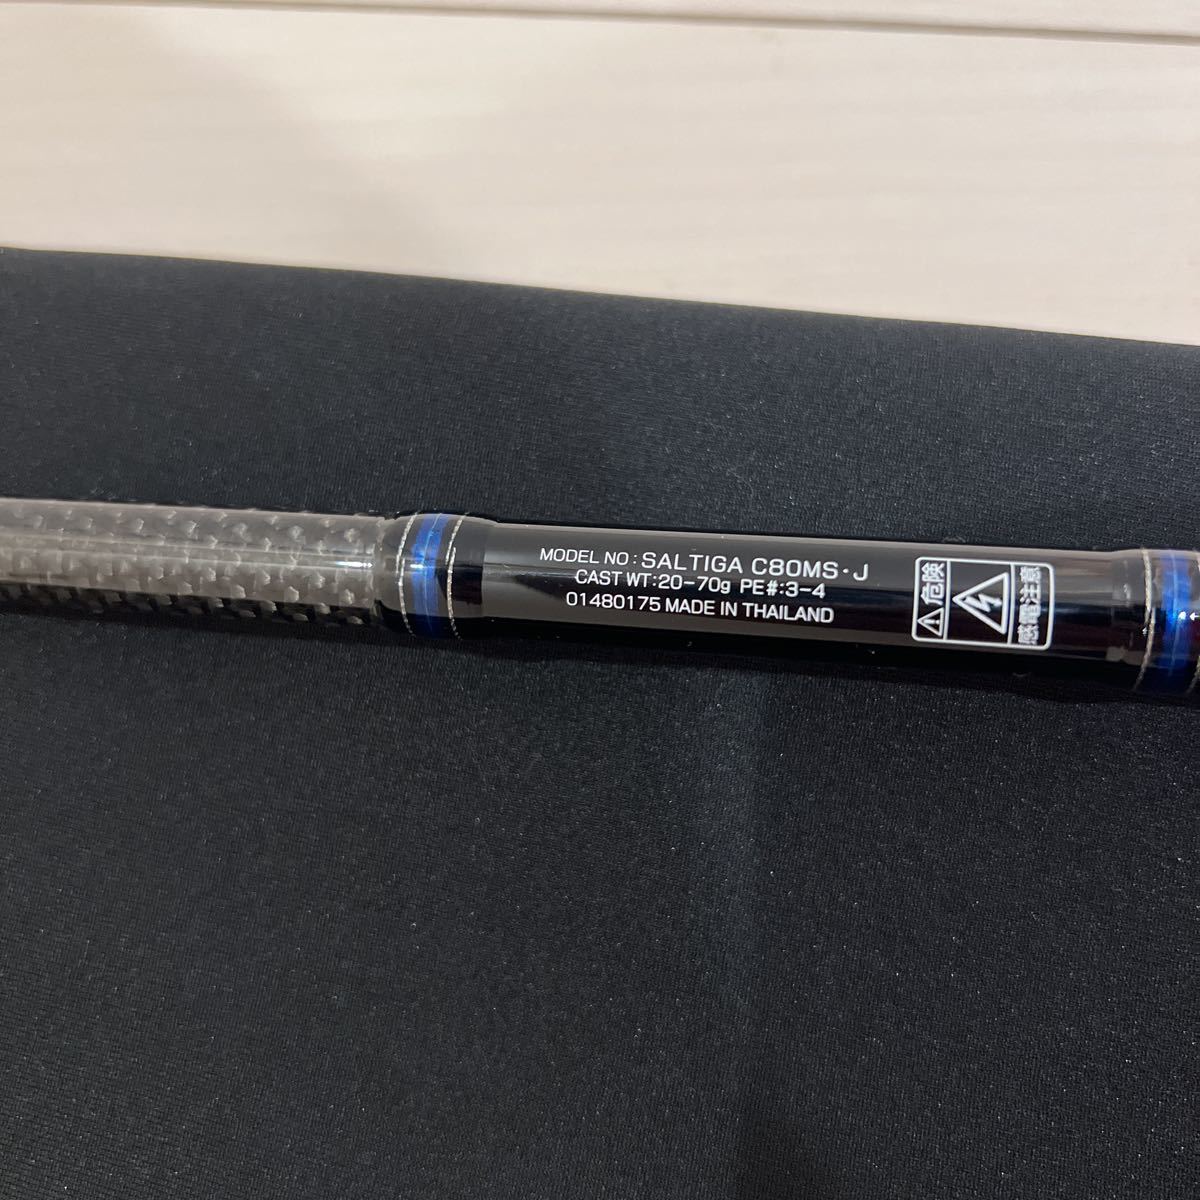 MODEL NO: SALTIGA C80MS・J
CAST WT:20-70g PE#:3-4
01480175 MADE IN THAILAND
危険
感電注意